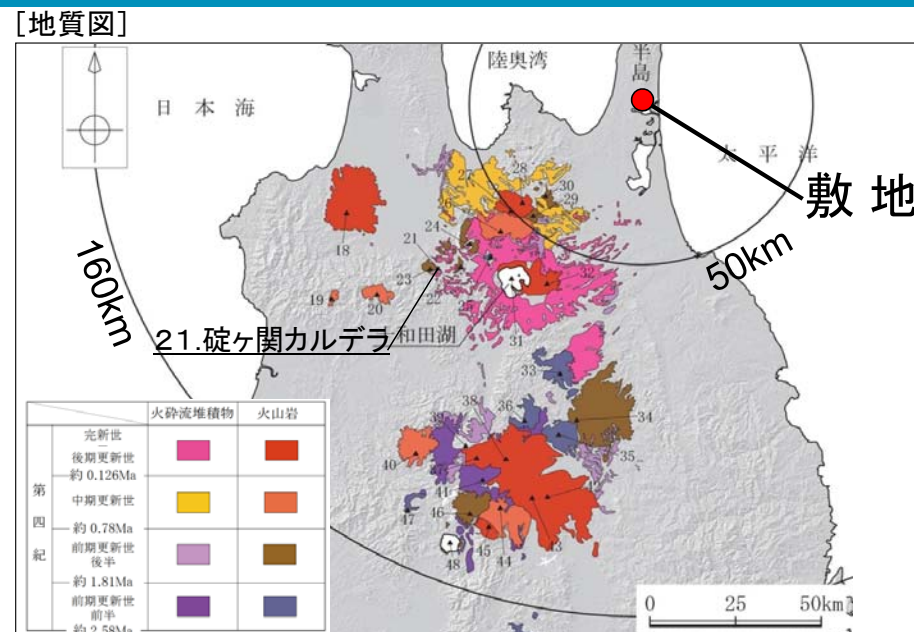 [地質図]
陸奥湾
半島
日本海
太平洋
敷地
160km
50km
27
28
30
29
26
24
21
18
23
22
25
32
19
20
21.碇ヶ関カルデラ
十和田湖
31
33
34
35
36
38
39
40
41
43
44
45
46
47
48
火砕流堆積物 火山岩
第四紀
完新世
－
後期更新世
約 0.126Ma
中期更新世
約 0.78Ma
前期更新世
後半
約 1.81Ma
前期更新世
前半
約 2.58Ma
0 25 50km